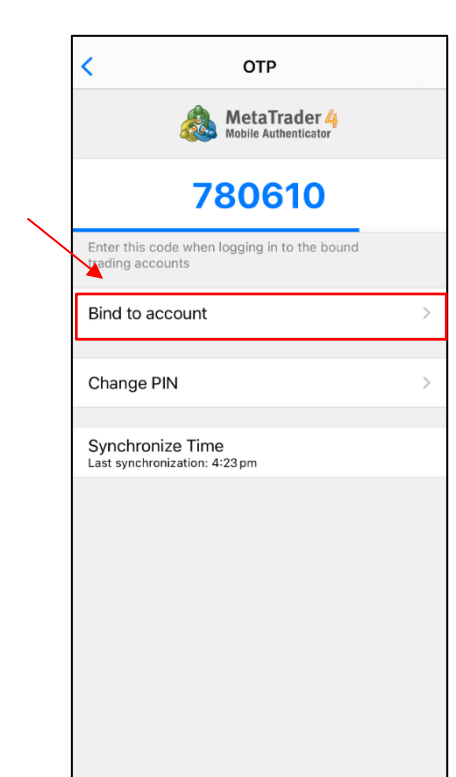 OTP
MetaTrader 4
Mobile Authenticator
780610
Enter this code when logging in to the bound
trading accounts
Bind to account
Change PIN
Synchronize Time
Last synchronization: 4:23 pm